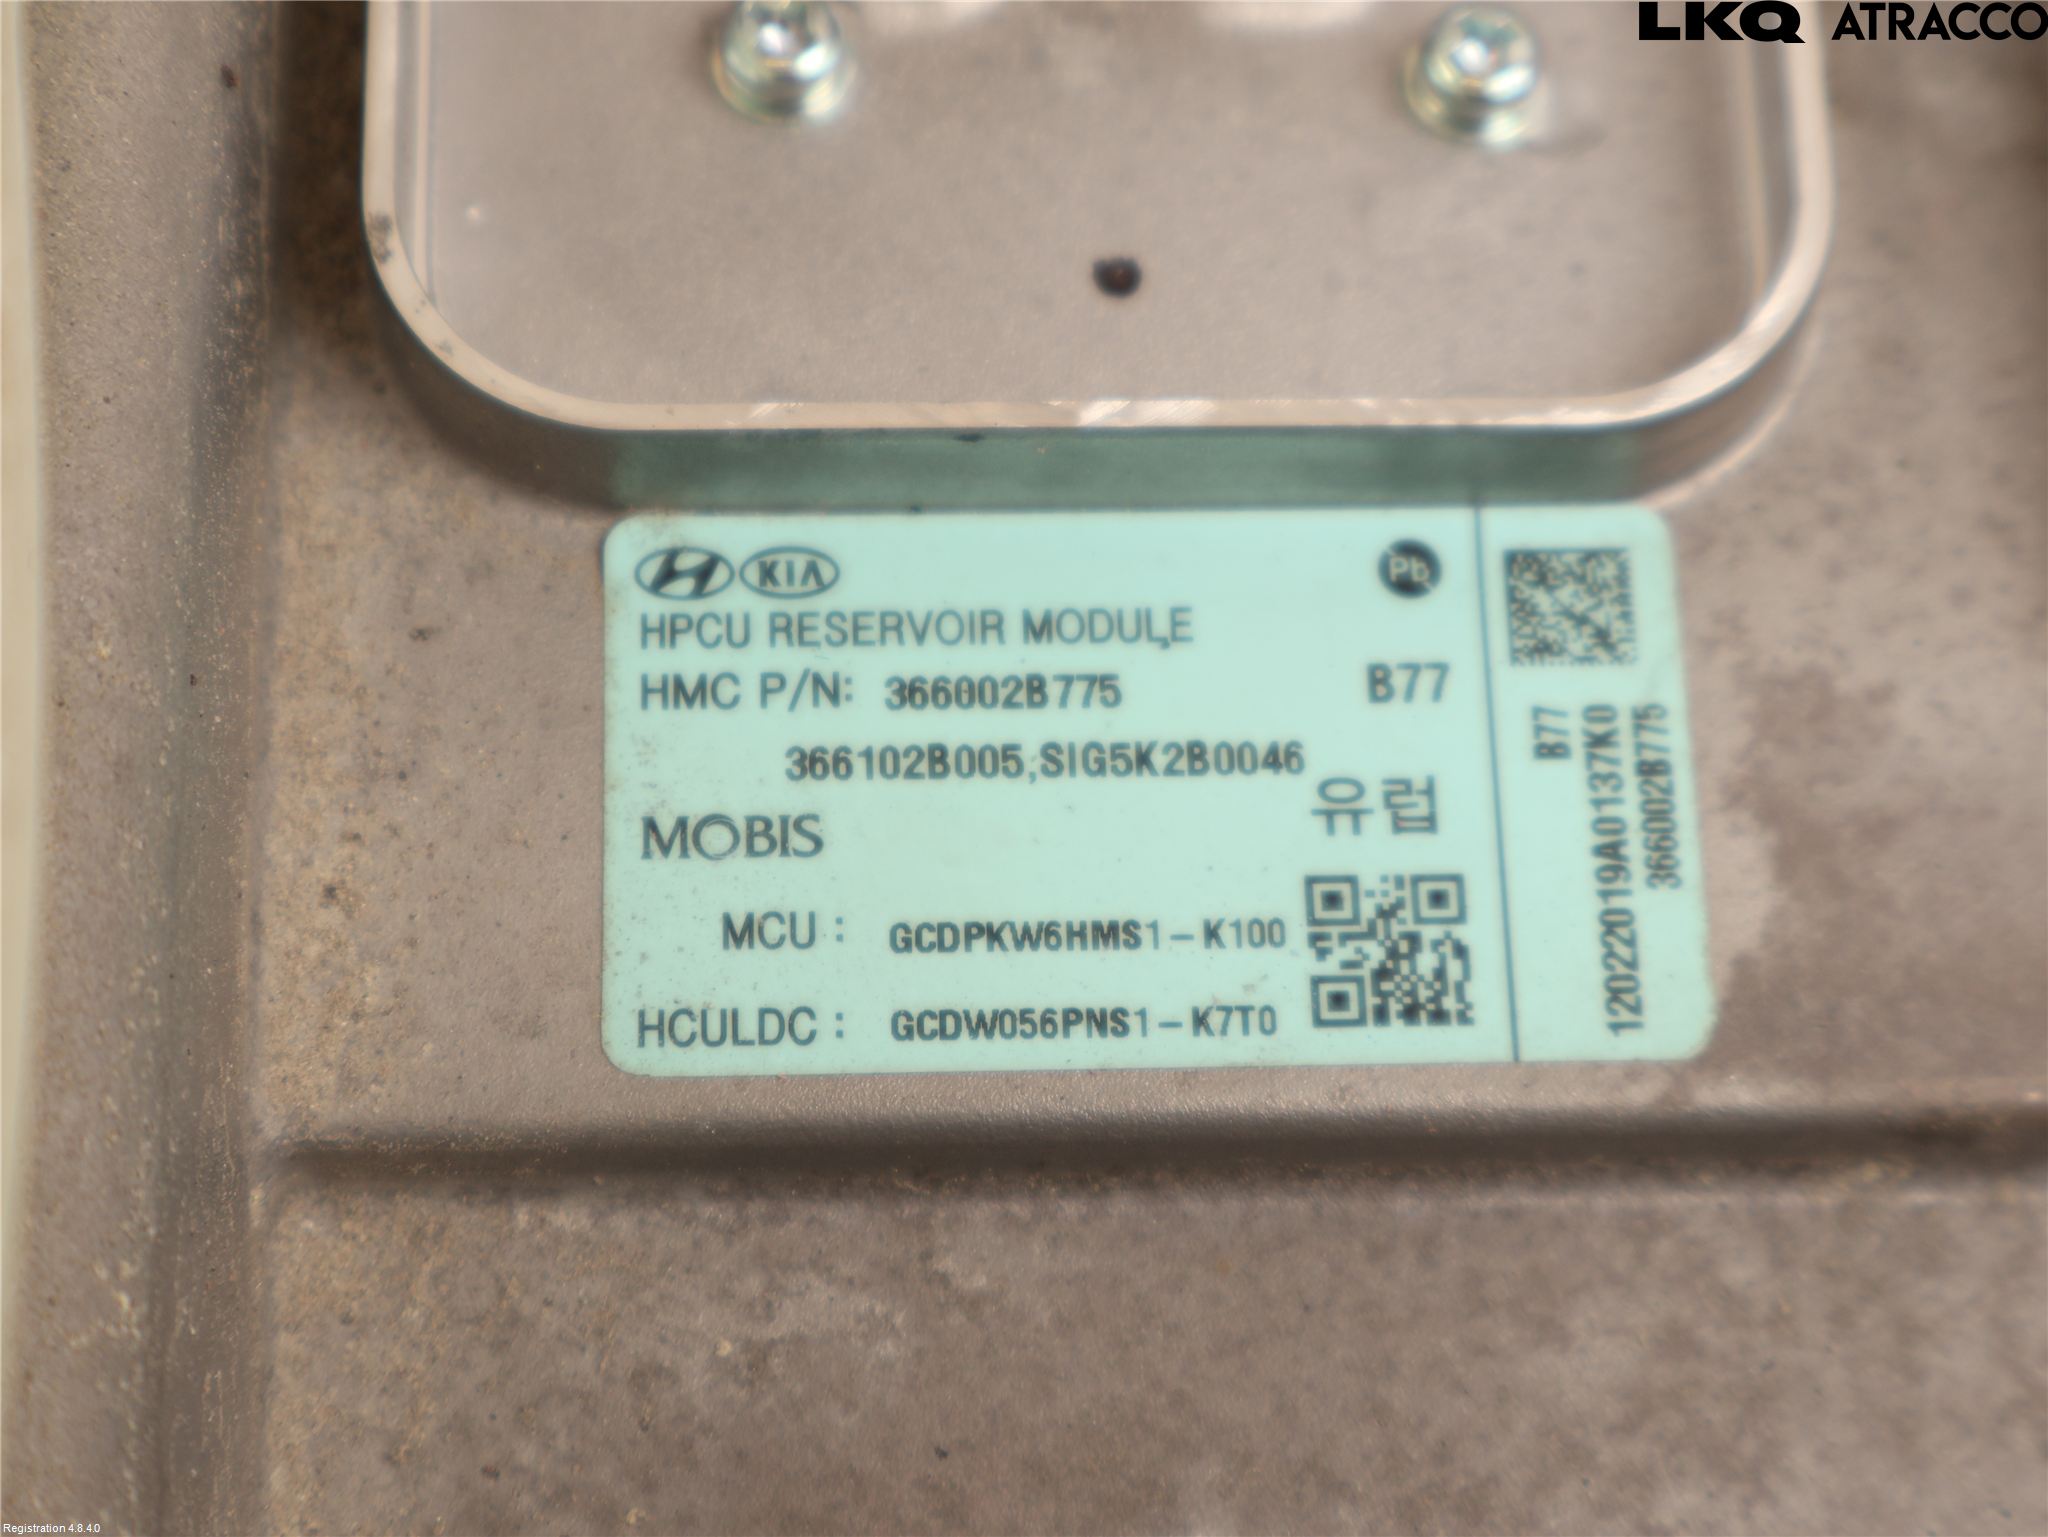 LKQ ATRACCO
KIA
Pb
HPCU RESERVOIR MODULE
HMC P/N: 366002B775 B77
366102B005,SIG5K2B0046
유럽
MOBIS
MCU : GCDPKW6HMS1-K100
HCULDC : GCDW056PNS1-K7T0
B77
120222019A0137K0
366002B775
Registration 4.8.4.0